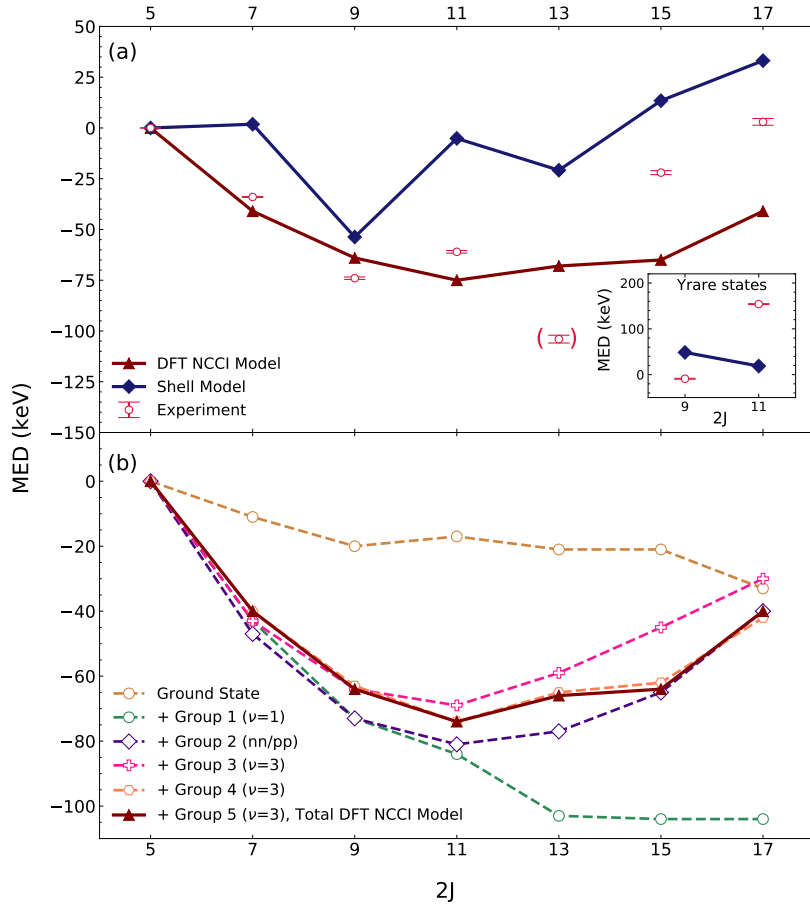 5 7 9 11 13 15 17
50
(a)
25
0
−25
−50
−75
−100
−125
−150
( )
DFT NCCI Model
Shell Model
Experiment
Yrare states
200
100
0
MED (keV)
9 11
2J
MED (keV)
(b)
0
−20
−40
−60
−80
−100
Ground State
+ Group 1 (ν=1)
+ Group 2 (nn/pp)
+ Group 3 (ν=3)
+ Group 4 (ν=3)
+ Group 5 (ν=3), Total DFT NCCI Model
5 7 9 11 13 15 17
2J